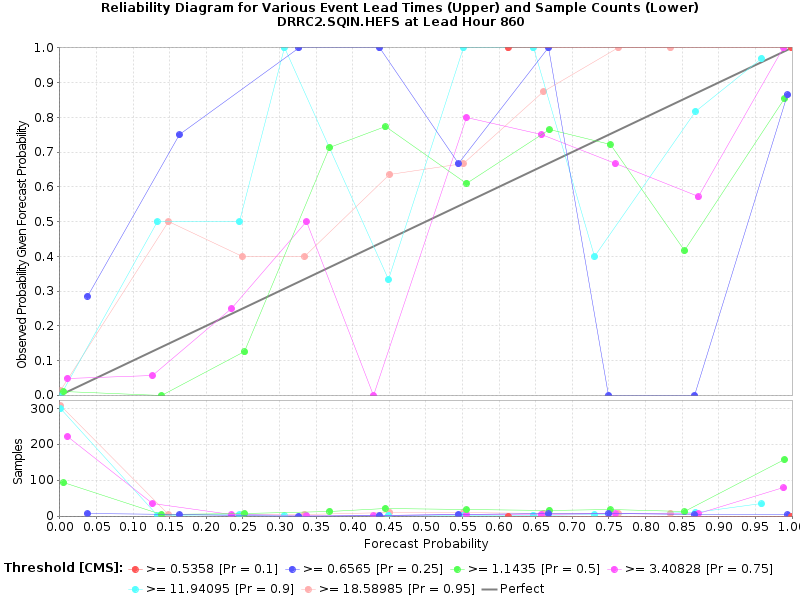 Reliability Diagram for Various Event Lead Times (Upper) and Sample Counts (Lower)
DRRC2.SQIN.HEFS at Lead Hour 860
Observed Probability Given Forecast Probability
1.0
0.9
0.8
0.7
0.6
0.5
0.4
0.3
0.2
0.1
0.0
Samples
300
200
100
0
0.00 0.05 0.10 0.15 0.20 0.25 0.30 0.35 0.40 0.45 0.50 0.55 0.60 0.65 0.70 0.75 0.80 0.85 0.90 0.95 1.00
Forecast Probability
Threshold [CMS]: >= 0.5358 [Pr = 0.1] >= 0.6565 [Pr = 0.25] >= 1.1435 [Pr = 0.5] >= 3.40828 [Pr = 0.75]
>= 11.94095 [Pr = 0.9] >= 18.58985 [Pr = 0.95] Perfect